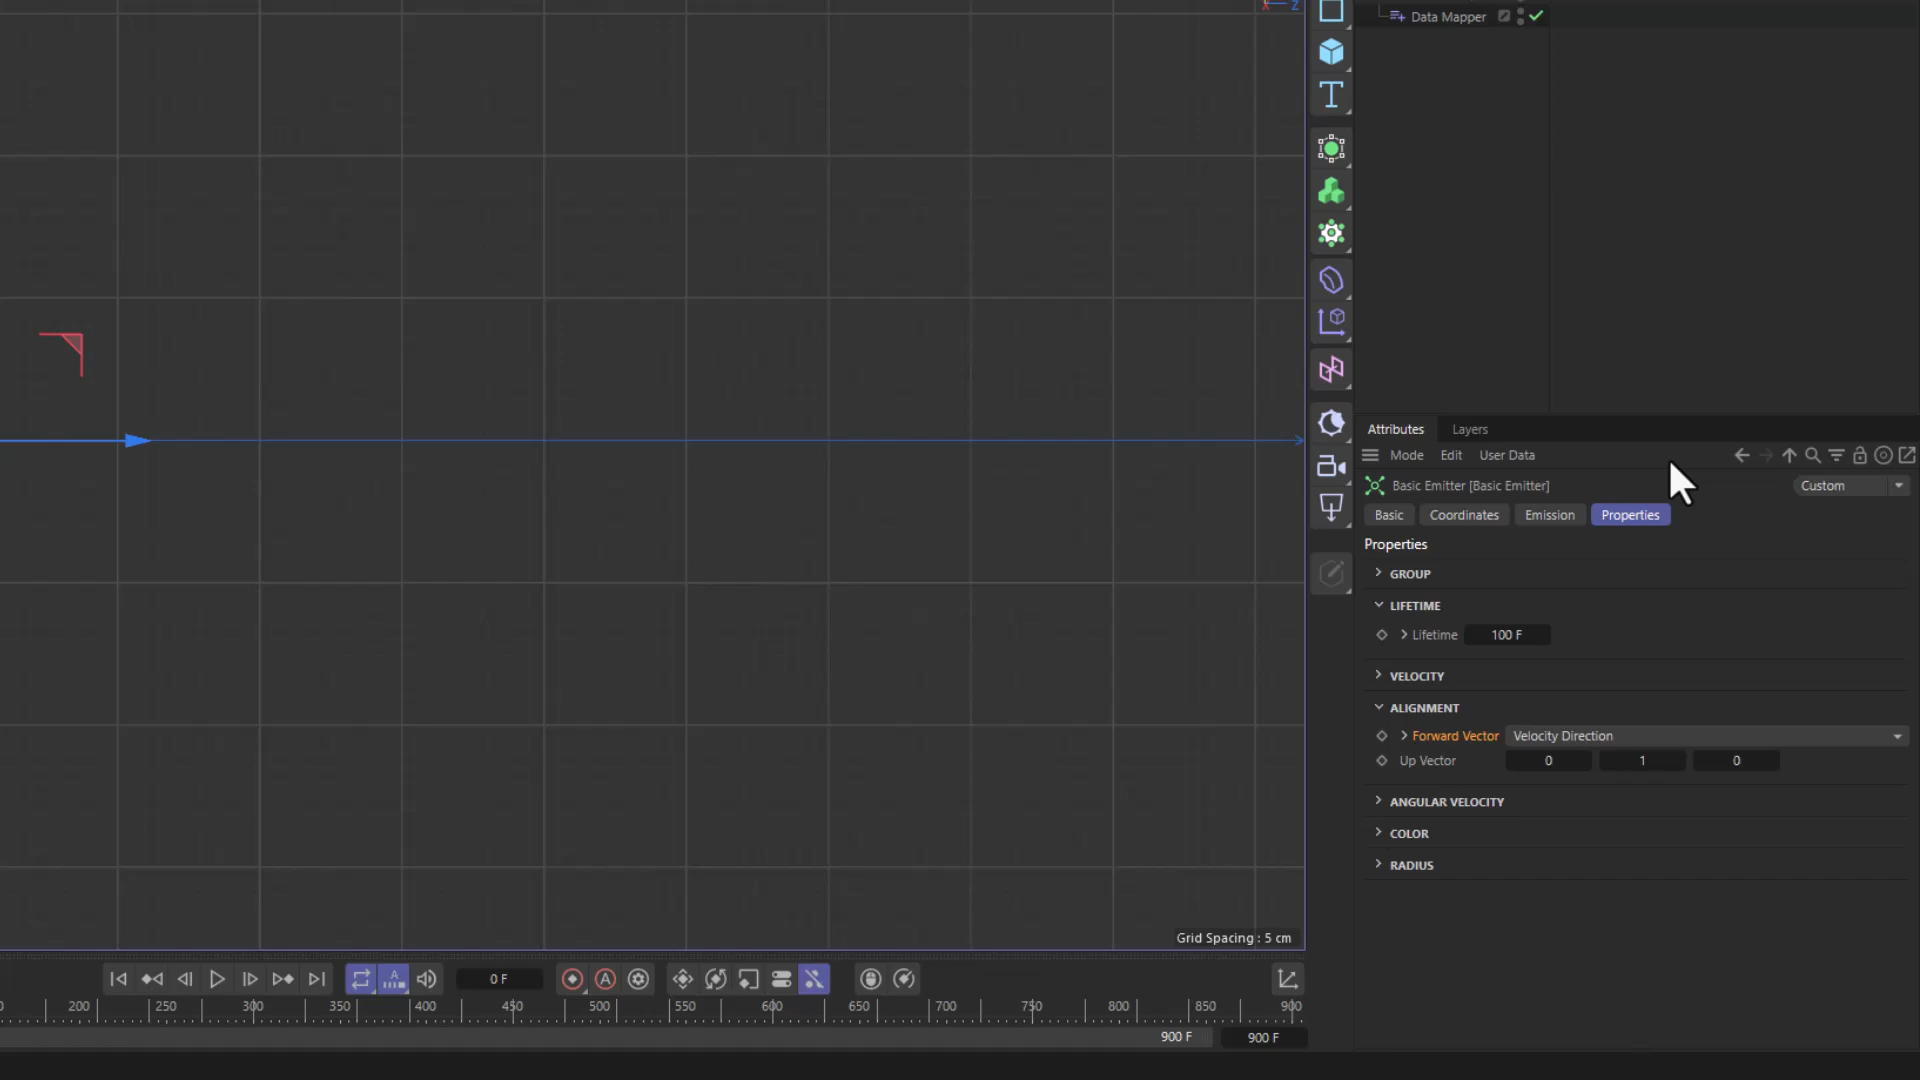 X Z
Data Mapper
Attributes Layers
Mode Edit User Data
Basic Emitter [Basic Emitter] Custom
Basic Coordinates Emission Properties
Properties
GROUP
LIFETIME
Lifetime 100 F
VELOCITY
ALIGNMENT
Forward Vector Velocity Direction
Up Vector 0 1 0
ANGULAR VELOCITY
COLOR
RADIUS
Grid Spacing : 5 cm
0 F
200 250 300 350 400 450 500 550 600 650 700 750 800 850 900
900 F 900 F